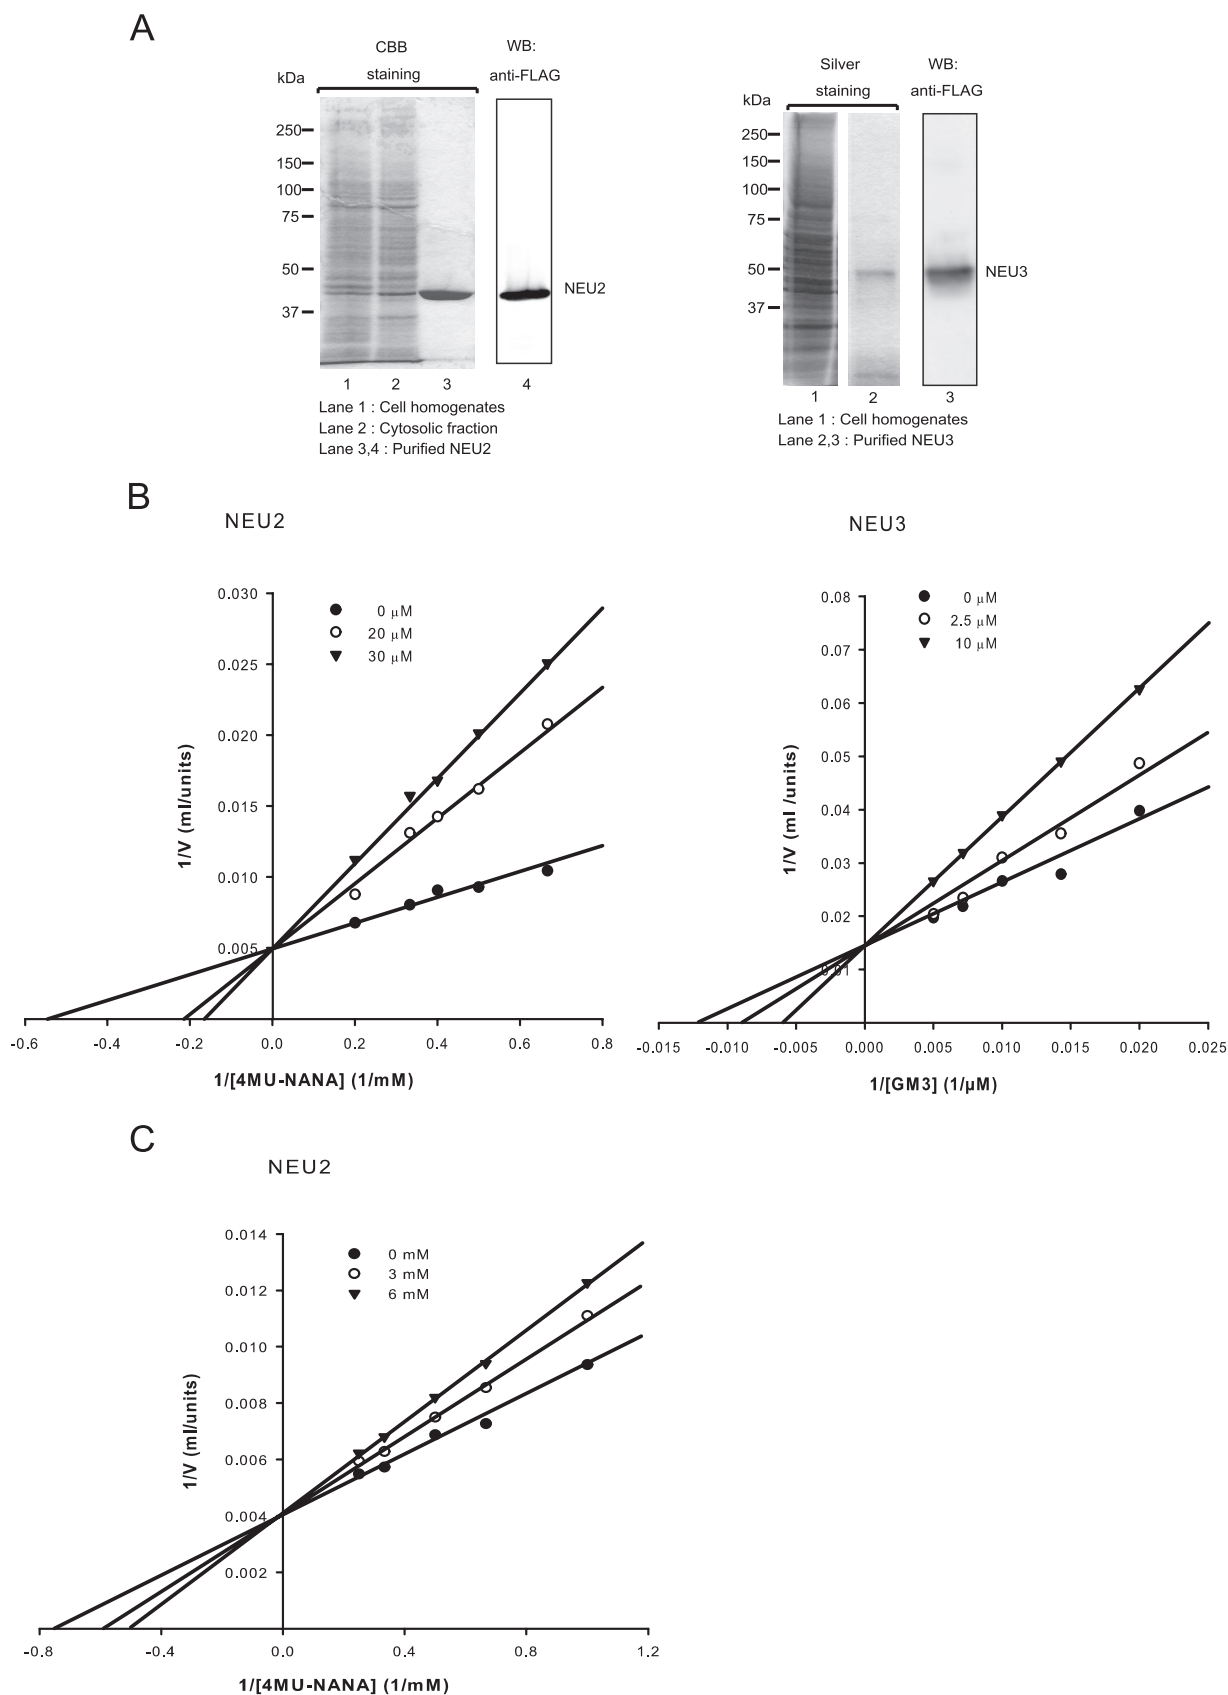 A
CBB
staining
WB:
anti-FLAG
kDa
250
150
100
75
50
37
NEU2
1 2 3 4
Lane 1 : Cell homogenates
Lane 2 : Cytosolic fraction
Lane 3,4 : Purified NEU2
Silver
staining
WB:
anti-FLAG
kDa
250
150
100
75
50
37
NEU3
1 2 3
Lane 1 : Cell homogenates
Lane 2,3 : Purified NEU3
B
NEU2
0 µM
20 µM
30 µM
0.030
0.025
0.020
0.015
0.010
0.005
1/V (ml/units)
-0.6 -0.4 -0.2 0.0 0.2 0.4 0.6 0.8
1/[4MU-NANA] (1/mM)
NEU3
0 µM
2.5 µM
10 µM
0.08
0.07
0.06
0.05
0.04
0.03
0.02
0.01
1/V (ml /units)
-0.015 -0.010 -0.005 0.000 0.005 0.010 0.015 0.020 0.025
1/[GM3] (1/µM)
C
NEU2
0 mM
3 mM
6 mM
0.014
0.012
0.010
0.008
0.006
0.004
0.002
1/V (ml/units)
-0.8 -0.4 0.0 0.4 0.8 1.2
1/[4MU-NANA] (1/mM)